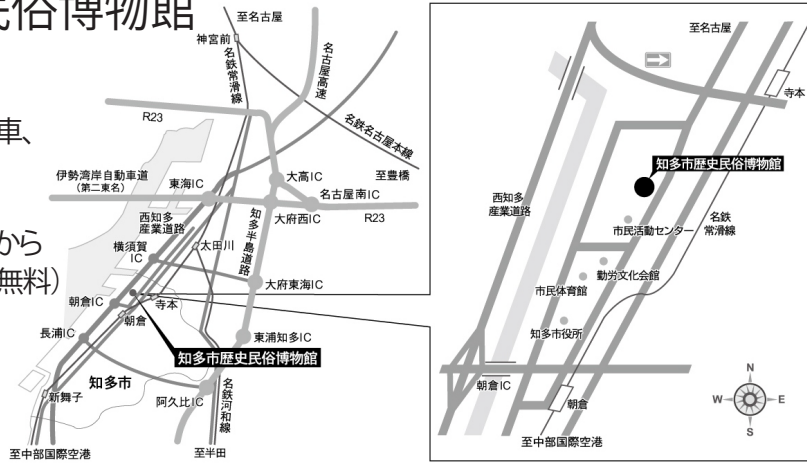 民俗博物館
車、
から
無料）
至名古屋
神宮前
名鉄常滑線
名古屋高速
名鉄名古屋本線
R23
至豊橋
伊勢湾岸自動車道
（第二東名）
東海IC
大高IC
名古屋南IC
大府西IC
R23
西知多
産業道路
横須賀
IC
太田川
知多半島道路
大府東海IC
朝倉IC
寺本
朝倉
長浦IC
東浦知多IC
知多市歴史民俗博物館
知多市
新舞子
阿久比IC
名鉄河和線
至中部国際空港
至半田
至名古屋
寺本
知多市歴史民俗博物館
西知多
産業道路
市民活動センター
名鉄
常滑線
勤労文化会館
市民体育館
知多市役所
朝倉IC
朝倉
至中部国際空港
N
W
E
S